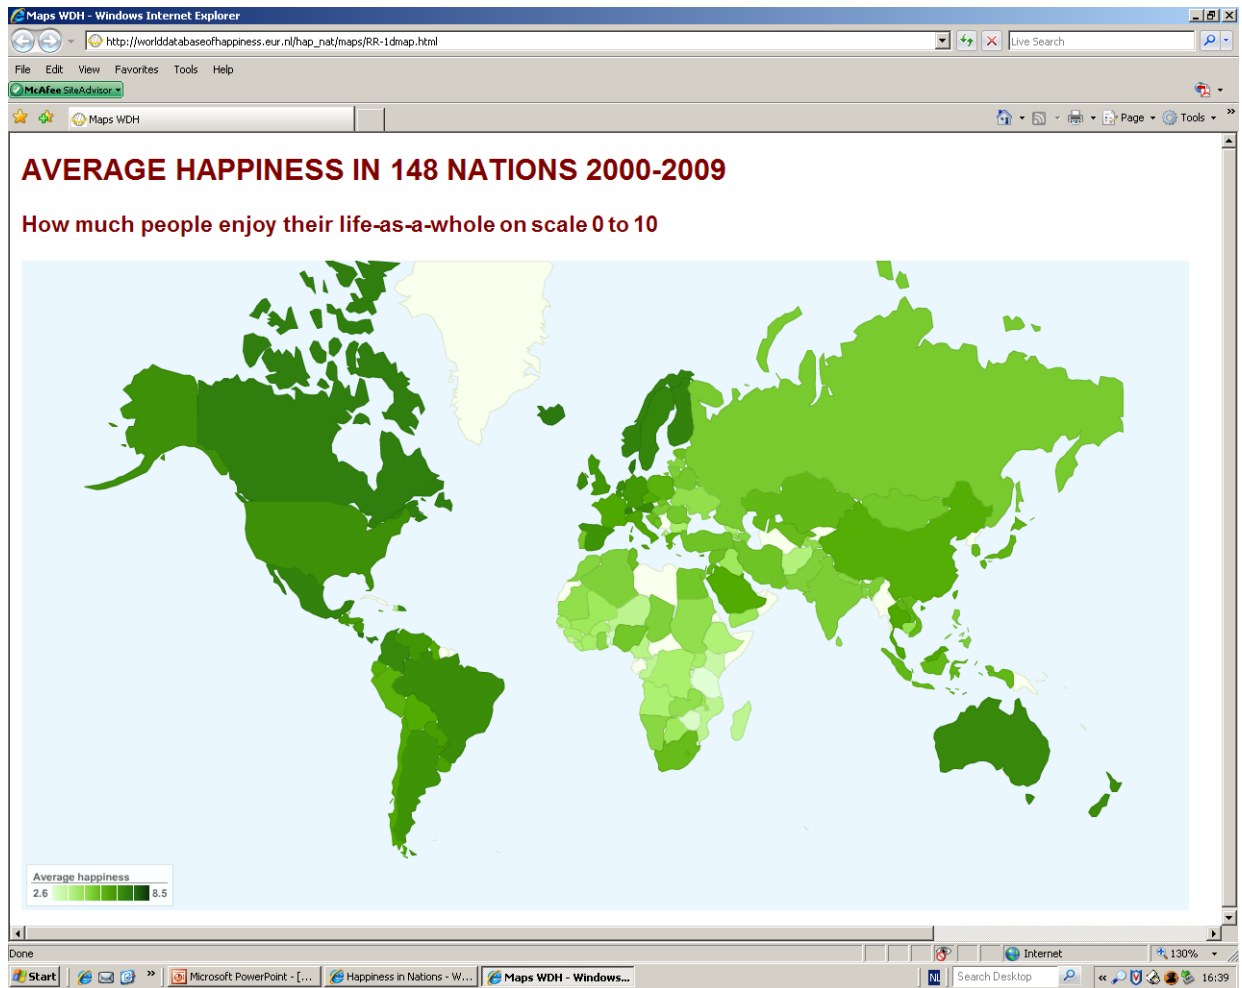 Maps WDH - Windows Internet Explorer
http://worlddatabaseofhappiness.eur.nl/hap_nat/maps/RR-1dmap.html
Live Search
File Edit View Favorites Tools Help
McAfee SiteAdvisor
Maps WDH
Page Tools
AVERAGE HAPPINESS IN 148 NATIONS 2000-2009
How much people enjoy their life-as-a-whole on scale 0 to 10
Average happiness
2.6 8.5
Done Internet 130%
Start Microsoft PowerPoint - [... Happiness in Nations - W... Maps WDH - Windows... NL Search Desktop 16:39